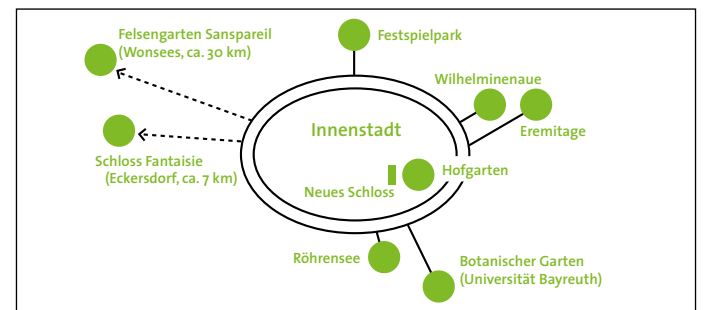 Felsengarten Sanspareil
(Wonsees, ca. 30 km)
Festspielpark
Wilhelminenaue
Eremitage
Innenstadt
Schloss Fantaisie
(Eckersdorf, ca. 7 km)
Hofgarten
Neues Schloss
Röhrensee
Botanischer Garten
(Universität Bayreuth)